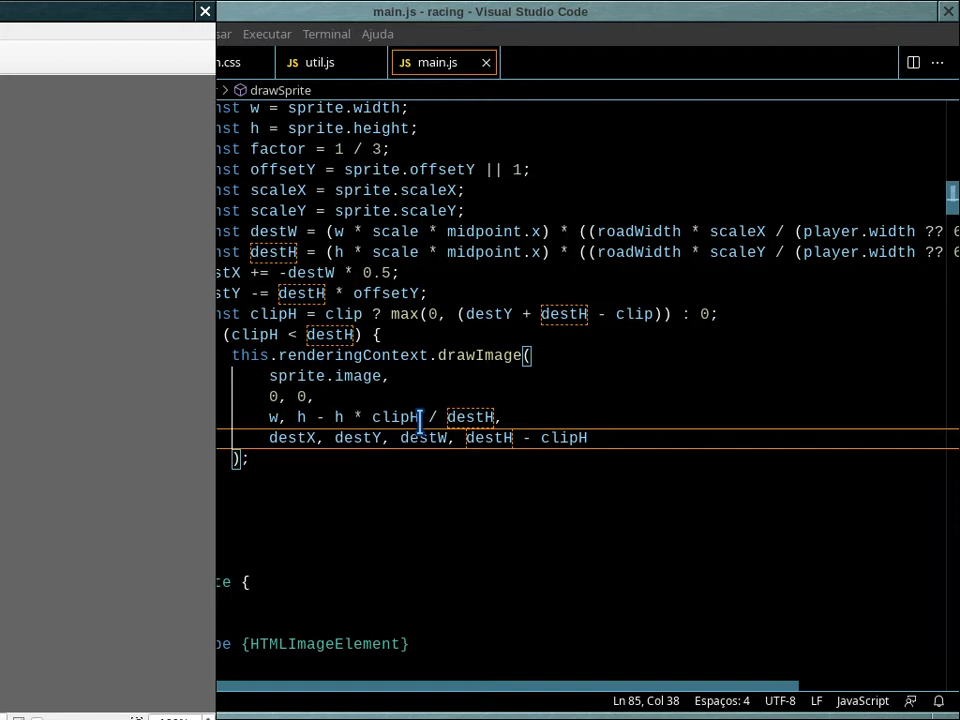 main.js - racing - Visual Studio Code
sar Executar Terminal Ajuda
n.css JS util.js JS main.js
> drawSprite
nst w = sprite.width;
nst h = sprite.height;
nst factor = 1 / 3;
nst offsetY = sprite.offsetY || 1;
nst scaleX = sprite.scaleX;
nst scaleY = sprite.scaleY;
nst destW = (w * scale * midpoint.x) * ((roadWidth * scaleX / (player.width ?? 6
nst destH = (h * scale * midpoint.x) * ((roadWidth * scaleY / (player.width ?? 6
stX += -destW * 0.5;
stY -= destH * offsetY;
nst clipH = clip ? max(0, (destY + destH - clip)) : 0;
(clipH < destH) {
this.renderingContext.drawImage(
sprite.image,
0, 0,
w, h - h * clipH / destH,
destX, destY, destW, destH - clipH
);
te {
pe {HTMLImageElement}
Ln 85, Col 38 Espaços: 4 UTF-8 LF JavaScript